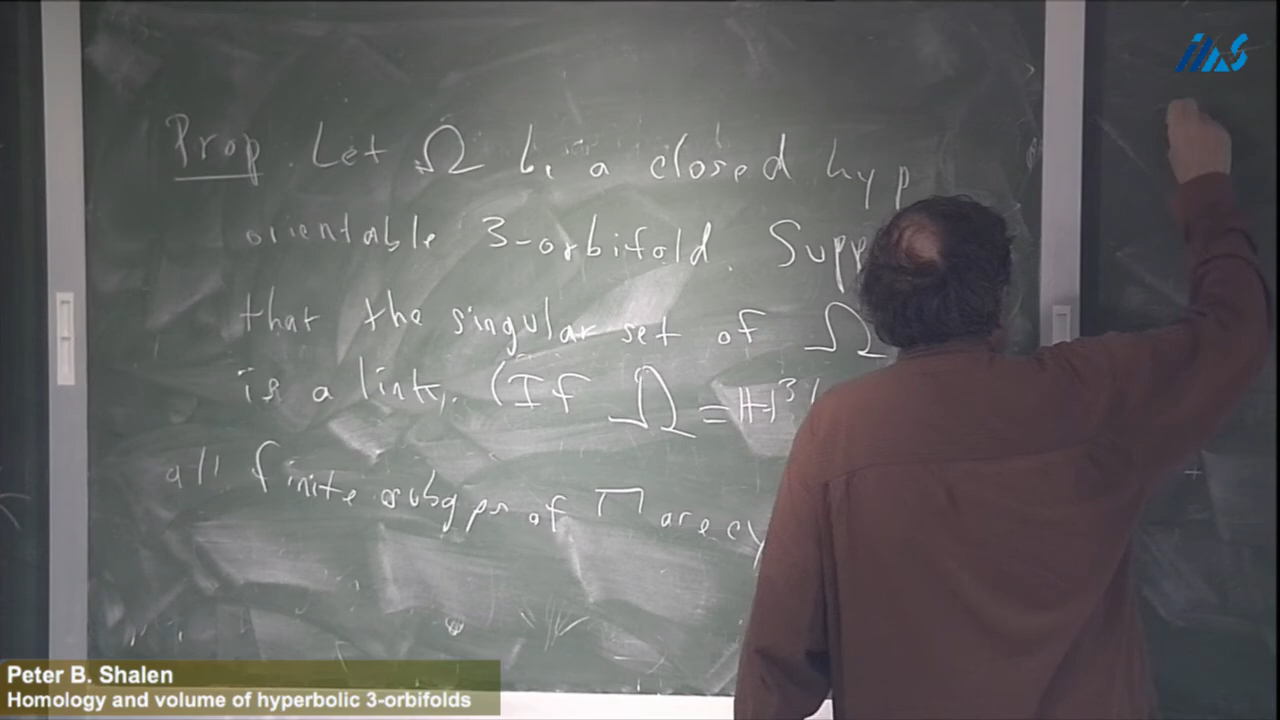 Prop. Let Ω be a closed hyp
orientable 3-orbifold. Supp
that the singular set of Ω
is a link. (If Ω = ℍ³/
all finite subgps of Γ are cy
IIAS
Peter B. Shalen
Homology and volume of hyperbolic 3-orbifolds